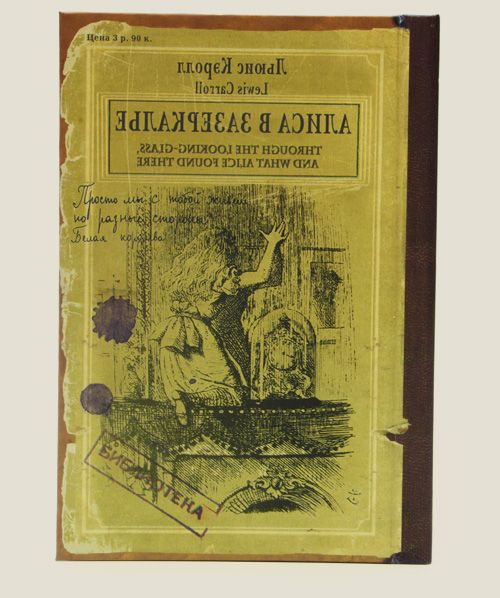 Цена 3 р. 90 к.
Льюис Кэролл
Lewis Carroll
АЛИСА В ЗАЗЕРКАЛЬЕ
THROUGH THE LOOKING-GLASS,
AND WHAT ALICE FOUND THERE
Просто мы с тобой живем
по разные стороны
Белая королева
БИБЛИОТЕКА